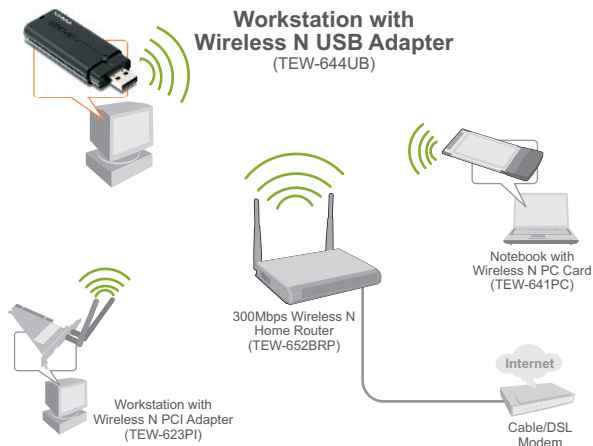 Workstation with
Wireless N USB Adapter
(TEW-644UB)
Notebook with
Wireless N PC Card
(TEW-641PC)
300Mbps Wireless N
Home Router
(TEW-652BRP)
Internet
Workstation with
Wireless N PCI Adapter
(TEW-623PI)
Cable/DSL
Modem